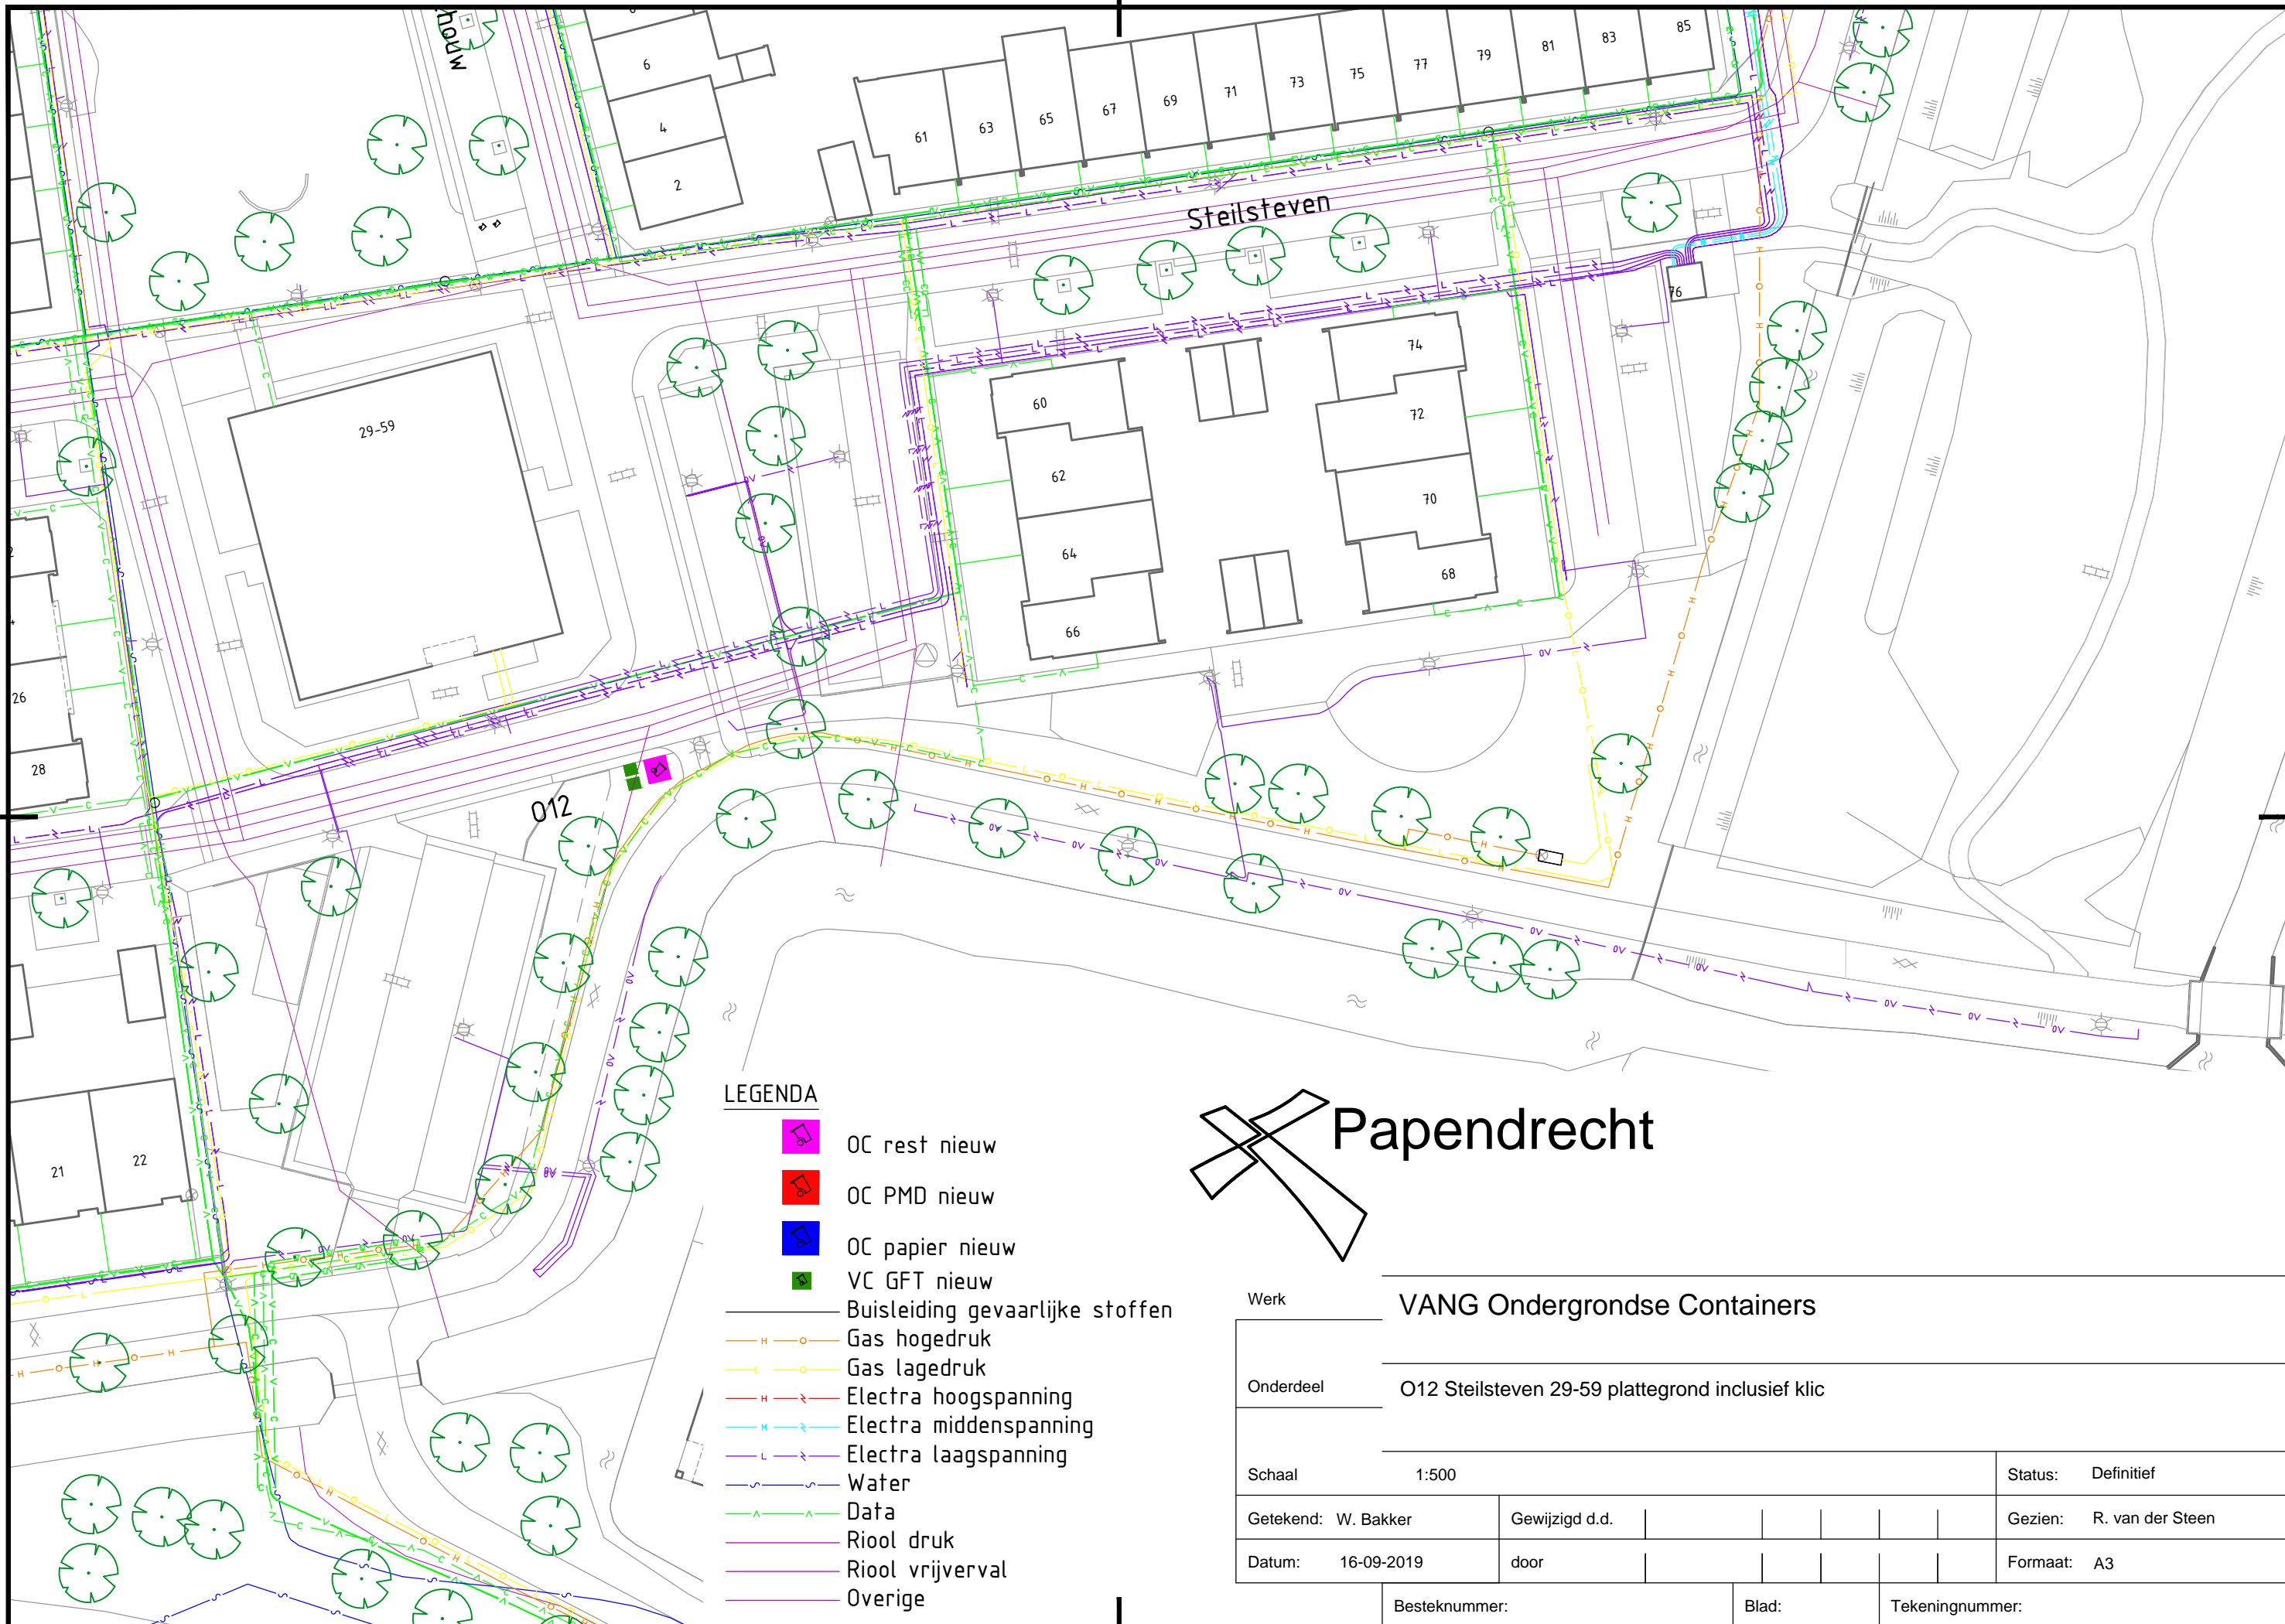 6
4
2
61
63
65
67
69
71
73
75
77
79
81
83
85
Steilsteven
76
29-59
60
62
64
66
74
72
70
68
26
28
O12
21
22
LEGENDA
OC rest nieuw
OC PMD nieuw
OC papier nieuw
VC GFT nieuw
Buisleiding gevaarlijke stoffen
Gas hogedruk
Gas lagedruk
Electra hoogspanning
Electra middenspanning
Electra laagspanning
Water
Data
Riool druk
Riool vrijverval
Overige
Papendrecht
Werk VANG Ondergrondse Containers
Onderdeel O12 Steilsteven 29-59 plattegrond inclusief klic
Schaal 1:500 Status: Definitief
Getekend: W. Bakker Gewijzigd d.d. Gezien: R. van der Steen
Datum: 16-09-2019 door Formaat: A3
Besteknummer: Blad: Tekeningnummer: